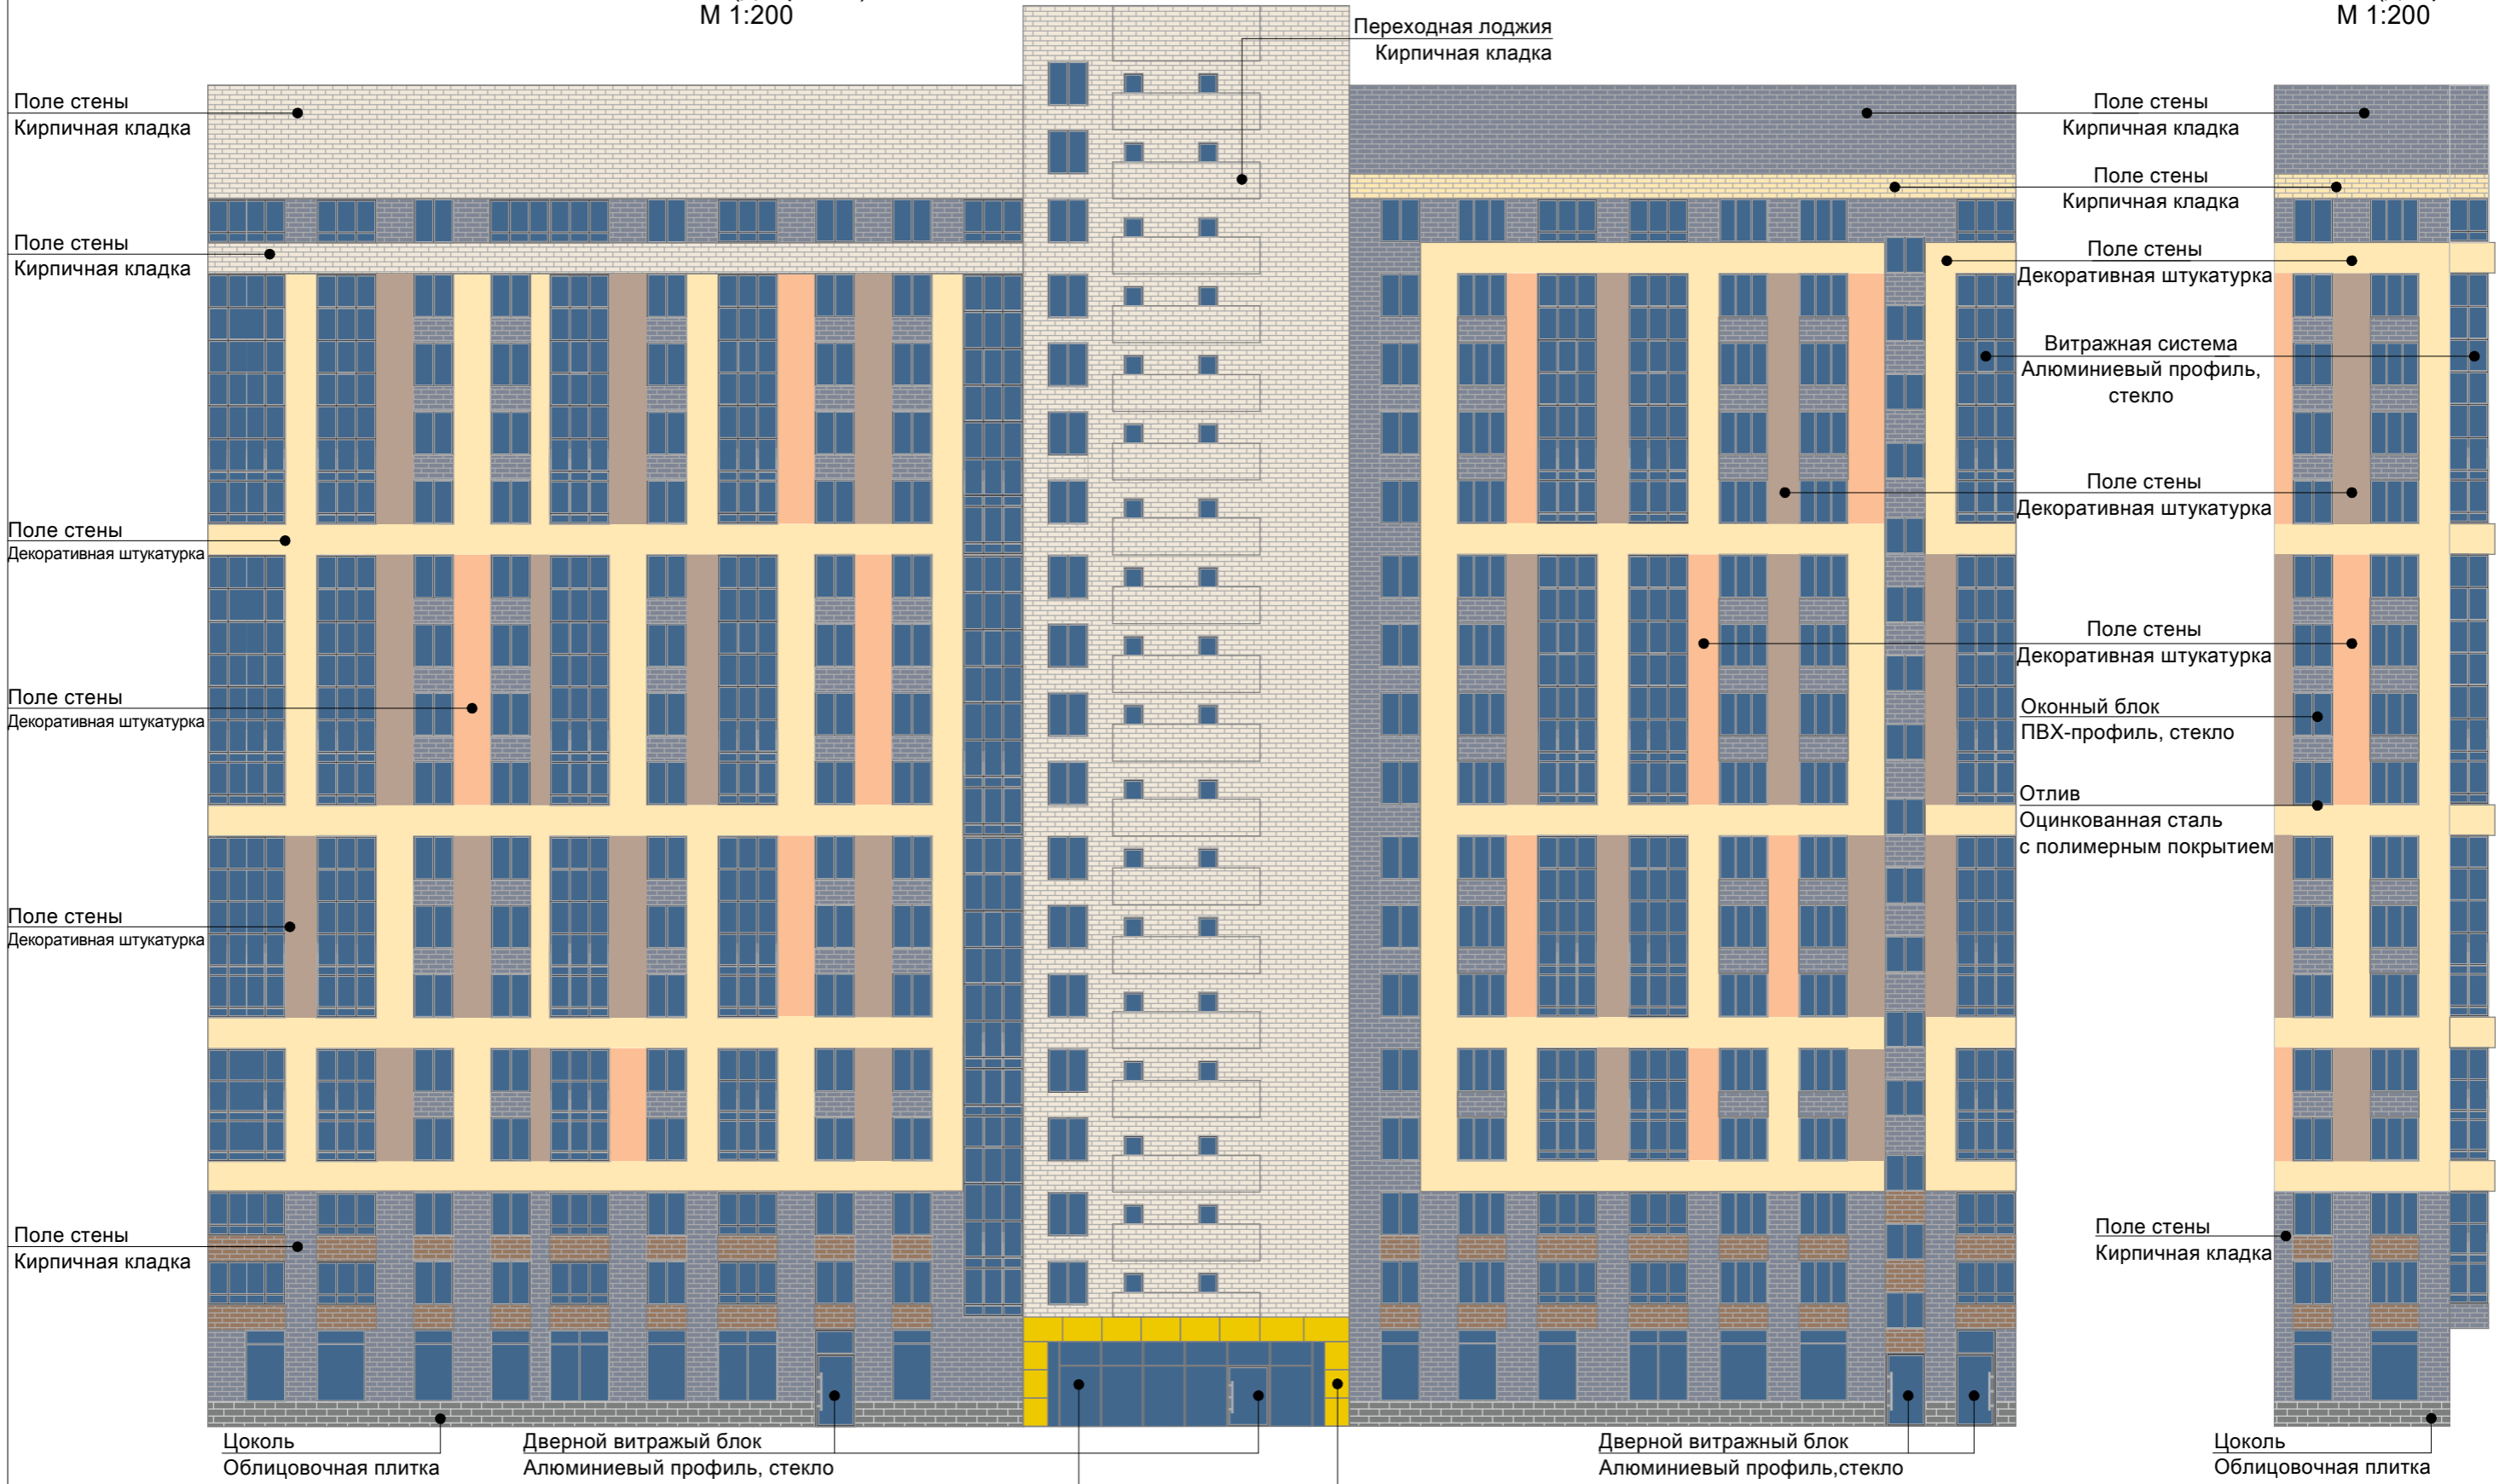 М 1:200
М 1:200
Переходная лоджия
Кирпичная кладка
Поле стены
Кирпичная кладка
Поле стены
Кирпичная кладка
Поле стены
Декоративная штукатурка
Поле стены
Декоративная штукатурка
Поле стены
Декоративная штукатурка
Поле стены
Кирпичная кладка
Поле стены
Кирпичная кладка
Поле стены
Кирпичная кладка
Поле стены
Декоративная штукатурка
Витражная система
Алюминиевый профиль,
стекло
Поле стены
Декоративная штукатурка
Поле стены
Декоративная штукатурка
Оконный блок
ПВХ-профиль, стекло
Отлив
Оцинкованная сталь
с полимерным покрытием
Поле стены
Кирпичная кладка
Цоколь
Облицовочная плитка
Дверной витражый блок
Алюминиевый профиль, стекло
Дверной витражный блок
Алюминиевый профиль,стекло
Цоколь
Облицовочная плитка